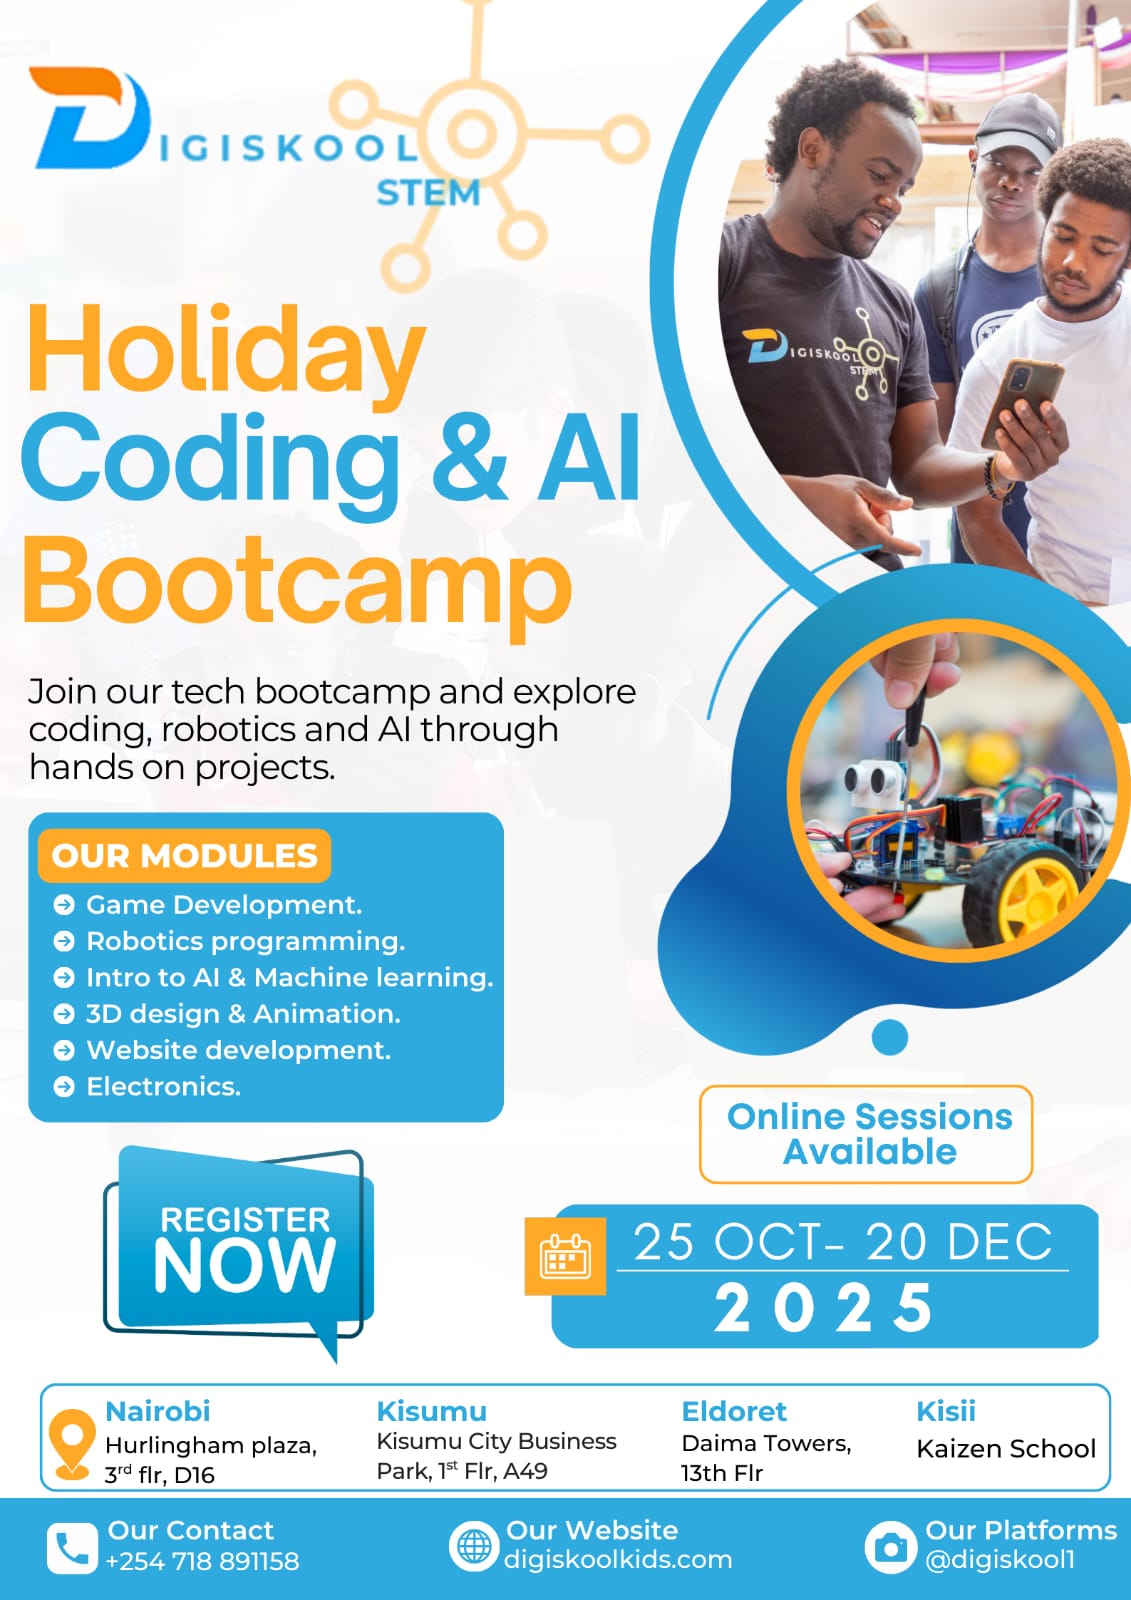 DIGISKOOL
STEM
Holiday
Coding & AI
Bootcamp
Join our tech bootcamp and explore
coding, robotics and AI through
hands on projects.
OUR MODULES
Game Development.
Robotics programming.
Intro to AI & Machine learning.
3D design & Animation.
Website development.
Electronics.
DIGISKOOL
STEM
Online Sessions
Available
REGISTER
NOW
25 OCT- 20 DEC
2025
Nairobi
Hurlingham plaza,
3rd flr, D16
Kisumu
Kisumu City Business
Park, 1st Flr, A49
Eldoret
Daima Towers,
13th Flr
Kisii
Kaizen School
Our Contact
+254 718 891158
Our Website
digiskoolkids.com
Our Platforms
@digiskool1